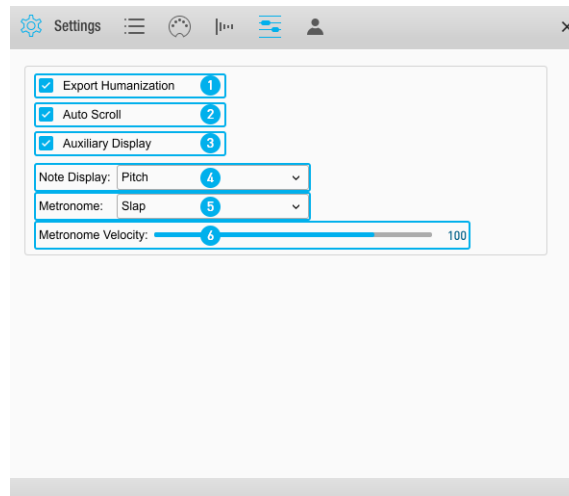 Settings
Export Humanization 1
Auto Scroll 2
Auxiliary Display 3
Note Display: Pitch 4
Metronome: Slap 5
Metronome Velocity: 6 100